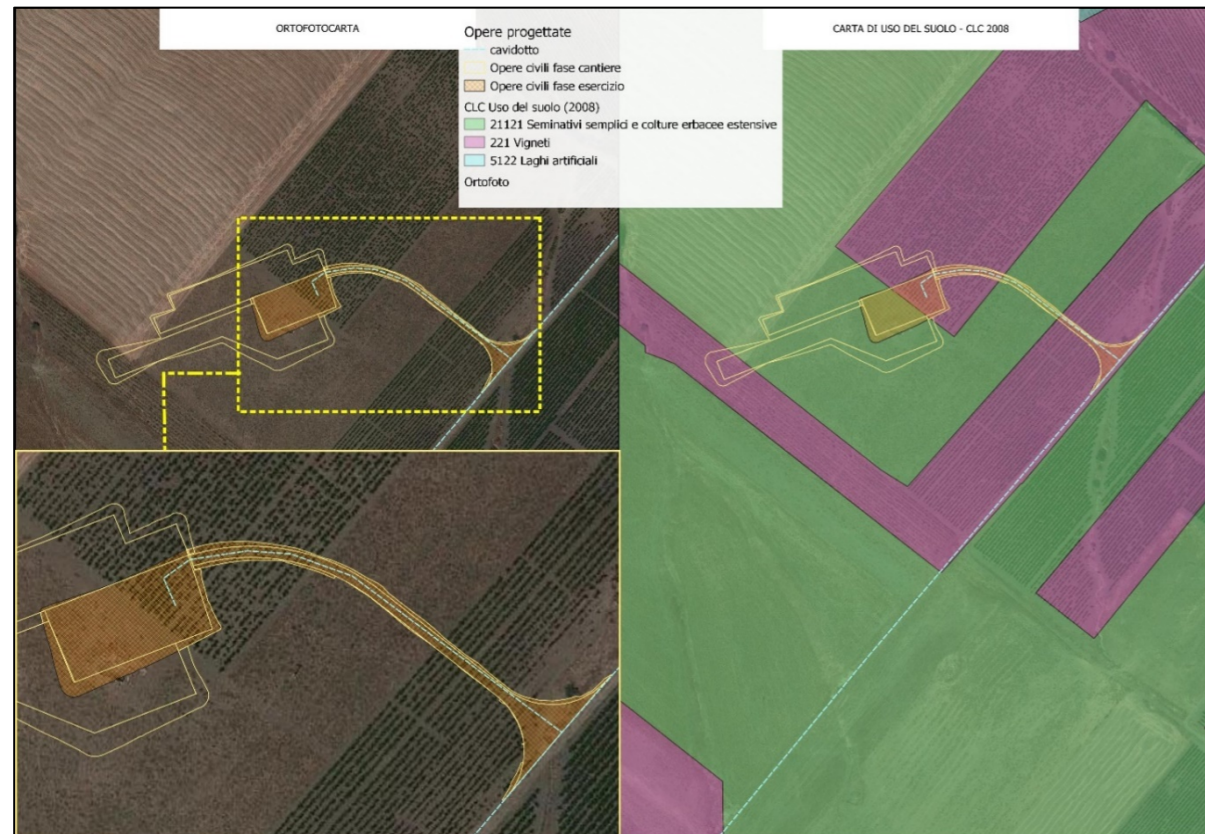 ORTOFOTOCARTA
Opere progettate
cavidotto
Opere civili fase cantiere
Opere civili fase esercizio
CLC Uso del suolo (2008)
21121 Seminativi semplici e colture erbacee estensive
221 Vigneti
5122 Laghi artificiali
Ortofoto
CARTA DI USO DEL SUOLO - CLC 2008